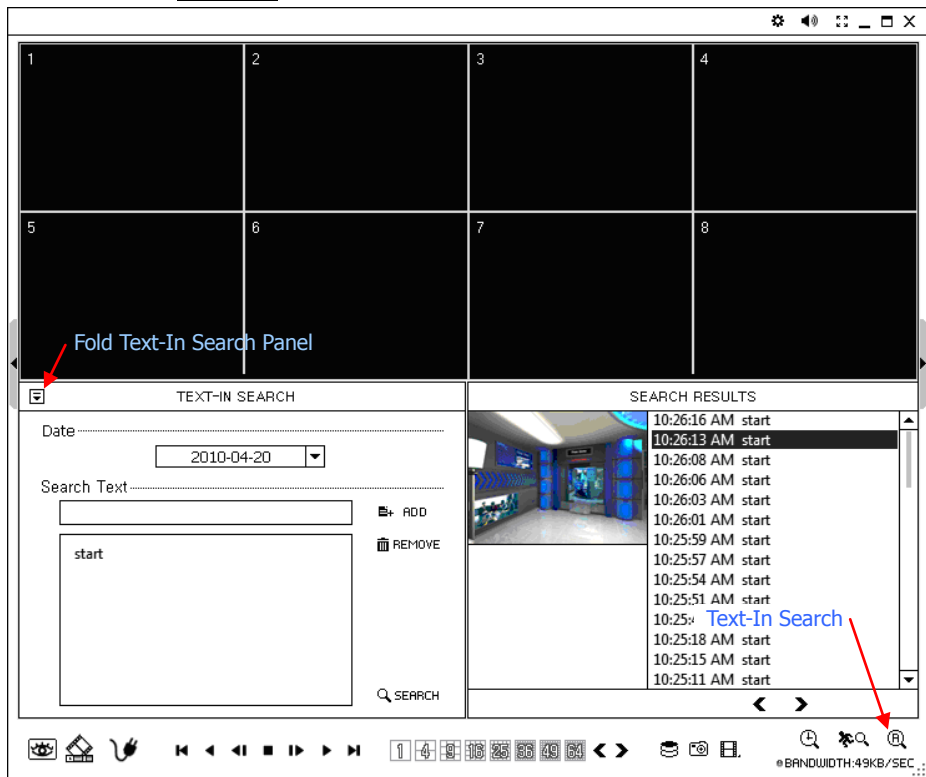 1 2 3 4
5 6 7 8
Fold Text-In Search Panel
TEXT-IN SEARCH
SEARCH RESULTS
Date
2010-04-20
Search Text
ADD
REMOVE
start
SEARCH
10:26:16 AM start
10:26:13 AM start
10:26:08 AM start
10:26:06 AM start
10:26:03 AM start
10:26:01 AM start
10:25:59 AM start
10:25:57 AM start
10:25:54 AM start
10:25:51 AM start
10:25:
Text-In Search
10:25:18 AM start
10:25:15 AM start
10:25:11 AM start
1 4 9 16 25 36 49 64
BANDWIDTH:49KB/SEC